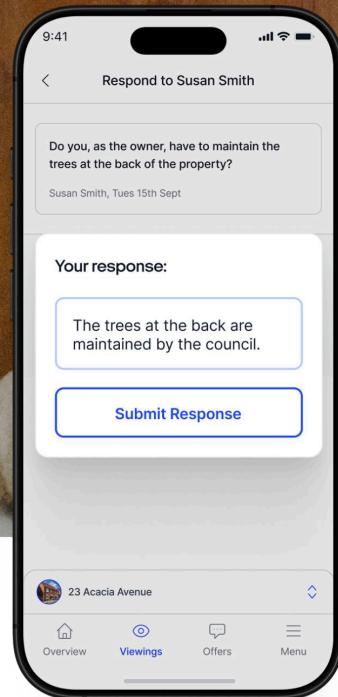 9:41
Respond to Susan Smith
Do you, as the owner, have to maintain the
trees at the back of the property?
Susan Smith, Tues 15th Sept
Your response:
The trees at the back are
maintained by the council.
Submit Response
23 Acacia Avenue
Overview
Viewings
Offers
Menu